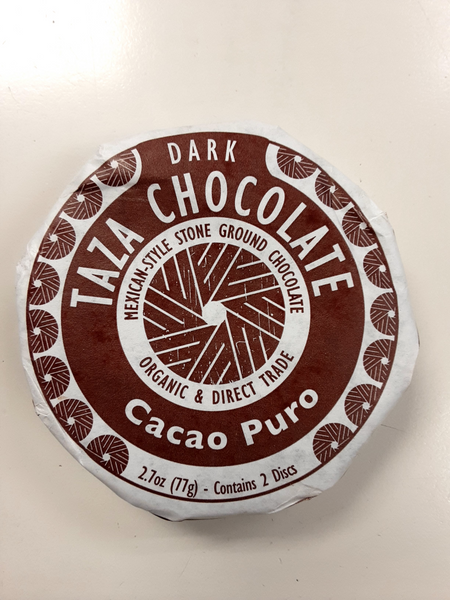 DARK
TAZA CHOCOLATE
MEXICAN-STYLE STONE GROUND CHOCOLATE
ORGANIC & DIRECT TRADE
Cacao Puro
2.7oz (77g) - Contains 2 Discs